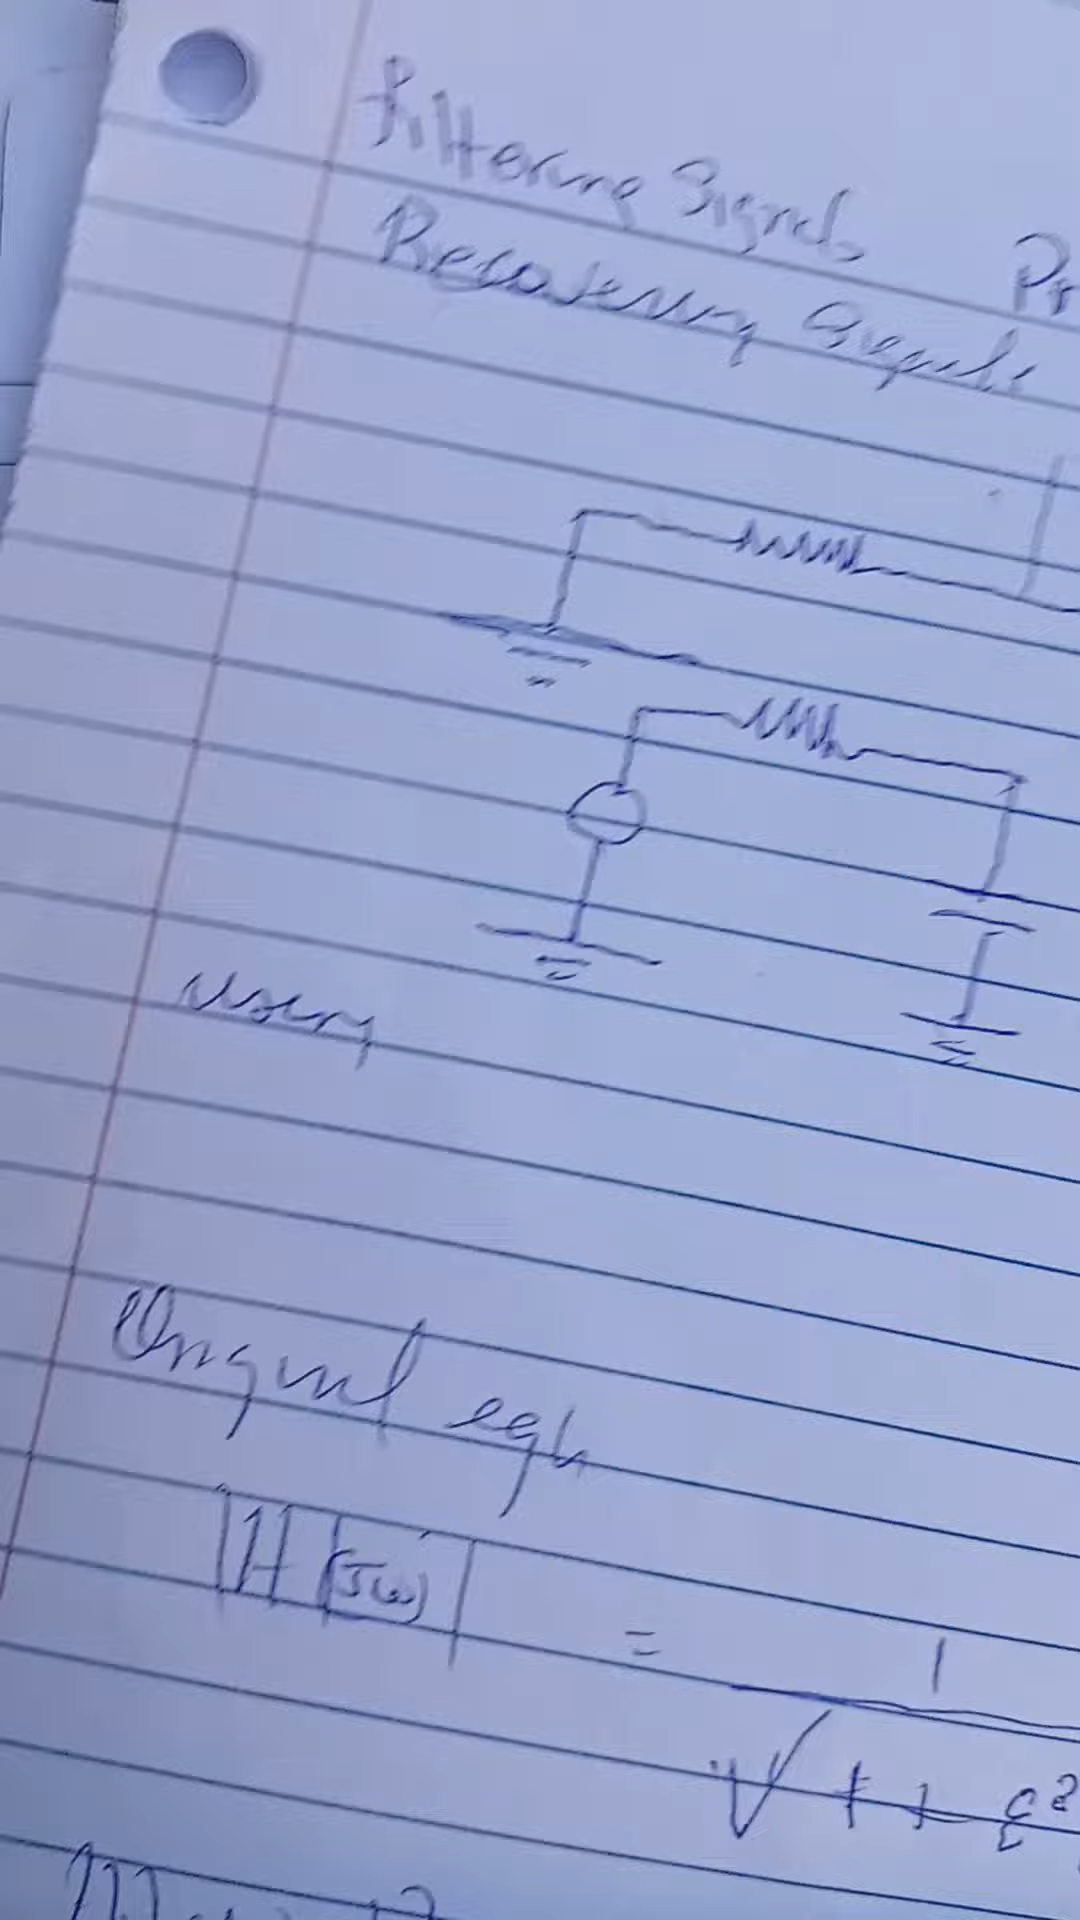 Filtering Signals
Recovering Signals
Using
Original eqn
|H(Jω)| = 1
√ 1 + ε²